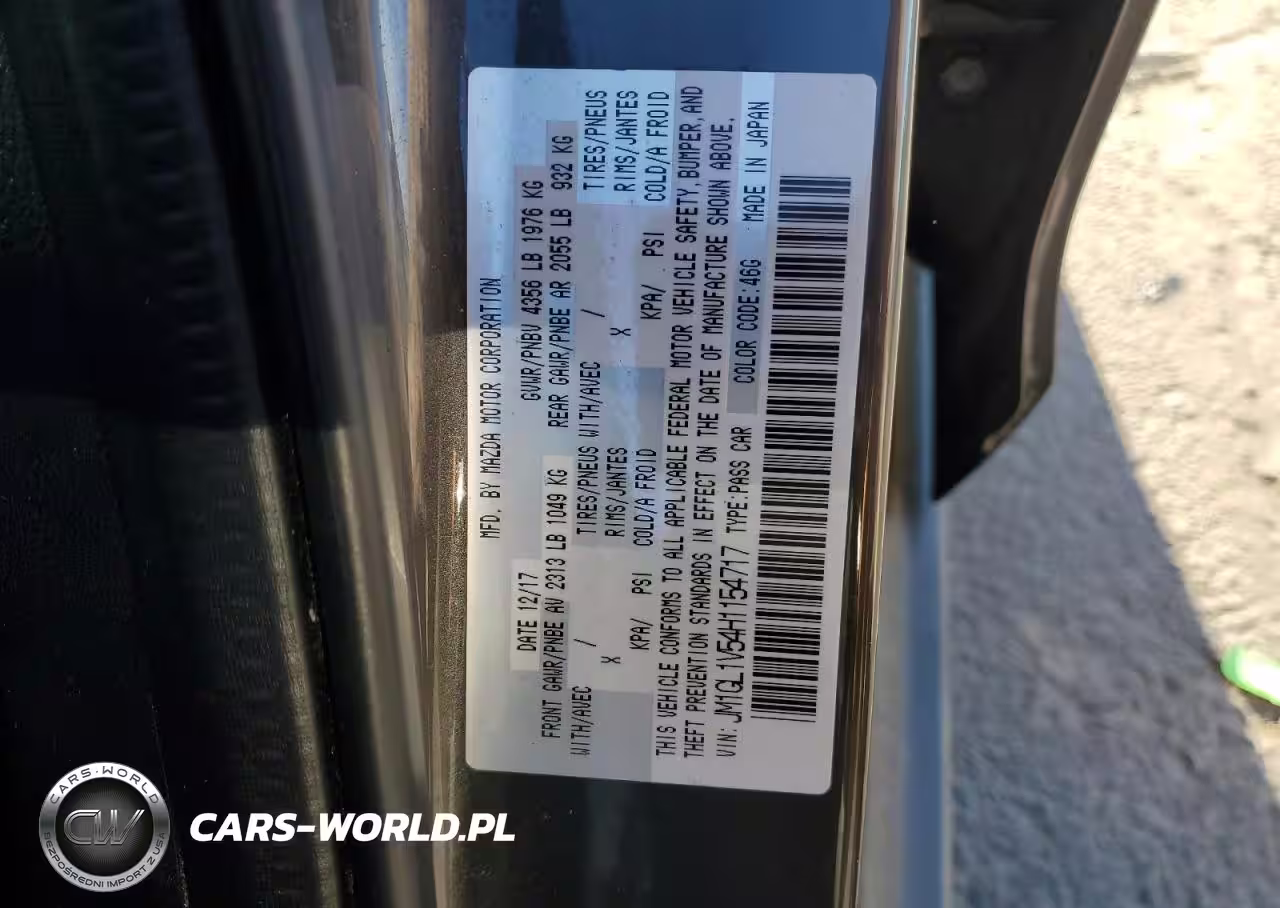 MFD. BY MAZDA MOTOR CORPORATION
DATE 12/17 GVWR/PNBV 4356 LB 1976 KG
FRONT GAWR/PNBE AV 2313 LB 1049 KG REAR GAWR/PNBE AR 2055 LB 932 KG
WITH/AVEC / TIRES/PNEUS WITH/AVEC / TIRES/PNEUS
X RIMS/JANTES X RIMS/JANTES
KPA/ PSI COLD/A FROID KPA/ PSI COLD/A FROID
THIS VEHICLE CONFORMS TO ALL APPLICABLE FEDERAL MOTOR VEHICLE SAFETY, BUMPER, AND
THEFT PREVENTION STANDARDS IN EFFECT ON THE DATE OF MANUFACTURE SHOWN ABOVE.
VIN: JM1GL1V54H1154717 TYPE:PASS CAR COLOR CODE:46G MADE IN JAPAN
CARS-WORLD
CW
BEZPOŚREDNI IMPORT Z USA
CARS-WORLD.PL